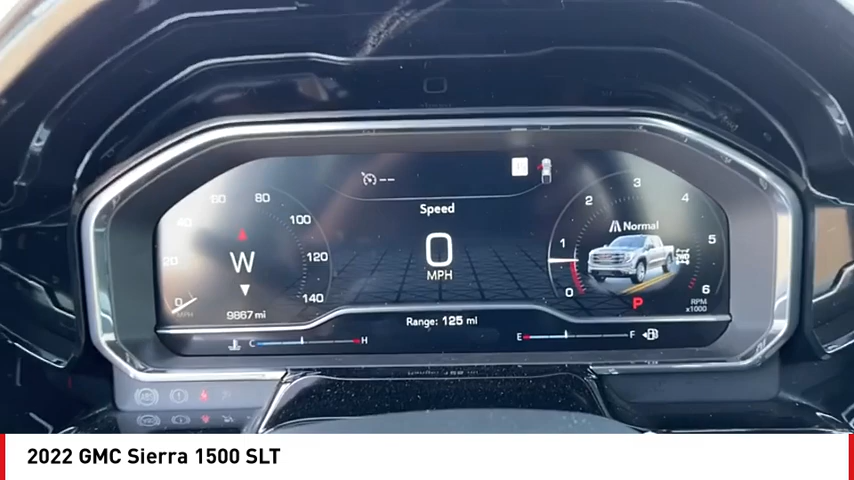 Speed
0
MPH
20
40
60
80
100
120
140
0
MPH
W
9867 mi
Range: 125 mi
C
H
E
F
Normal
0
1
2
3
4
5
6
RPM
x1000
P
2022 GMC Sierra 1500 SLT